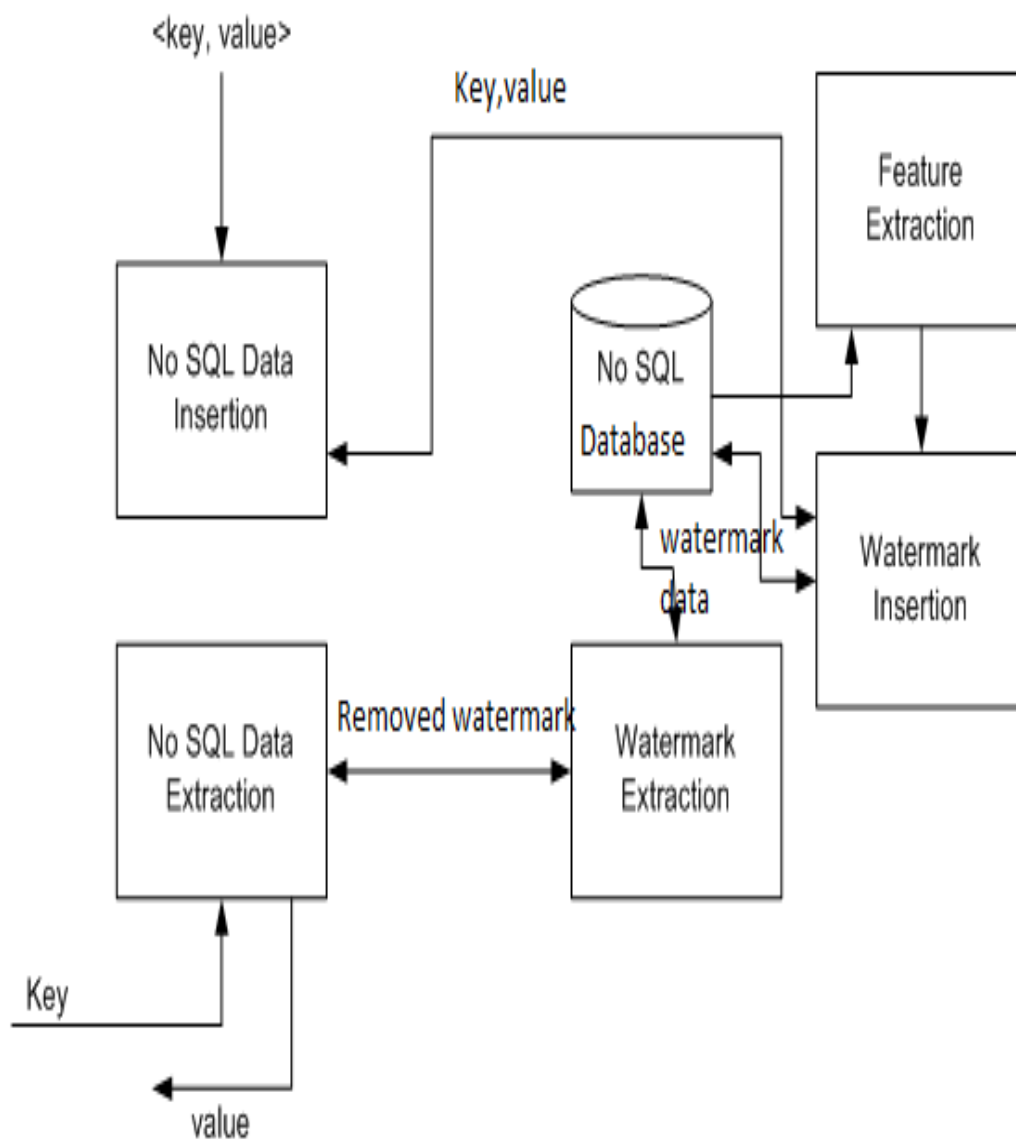 <key, value>
Key,value
Feature
Extraction
No SQL Data
Insertion
No SQL
Database
watermark
data
Watermark
Insertion
No SQL Data
Extraction
Removed watermark
Watermark
Extraction
Key
value